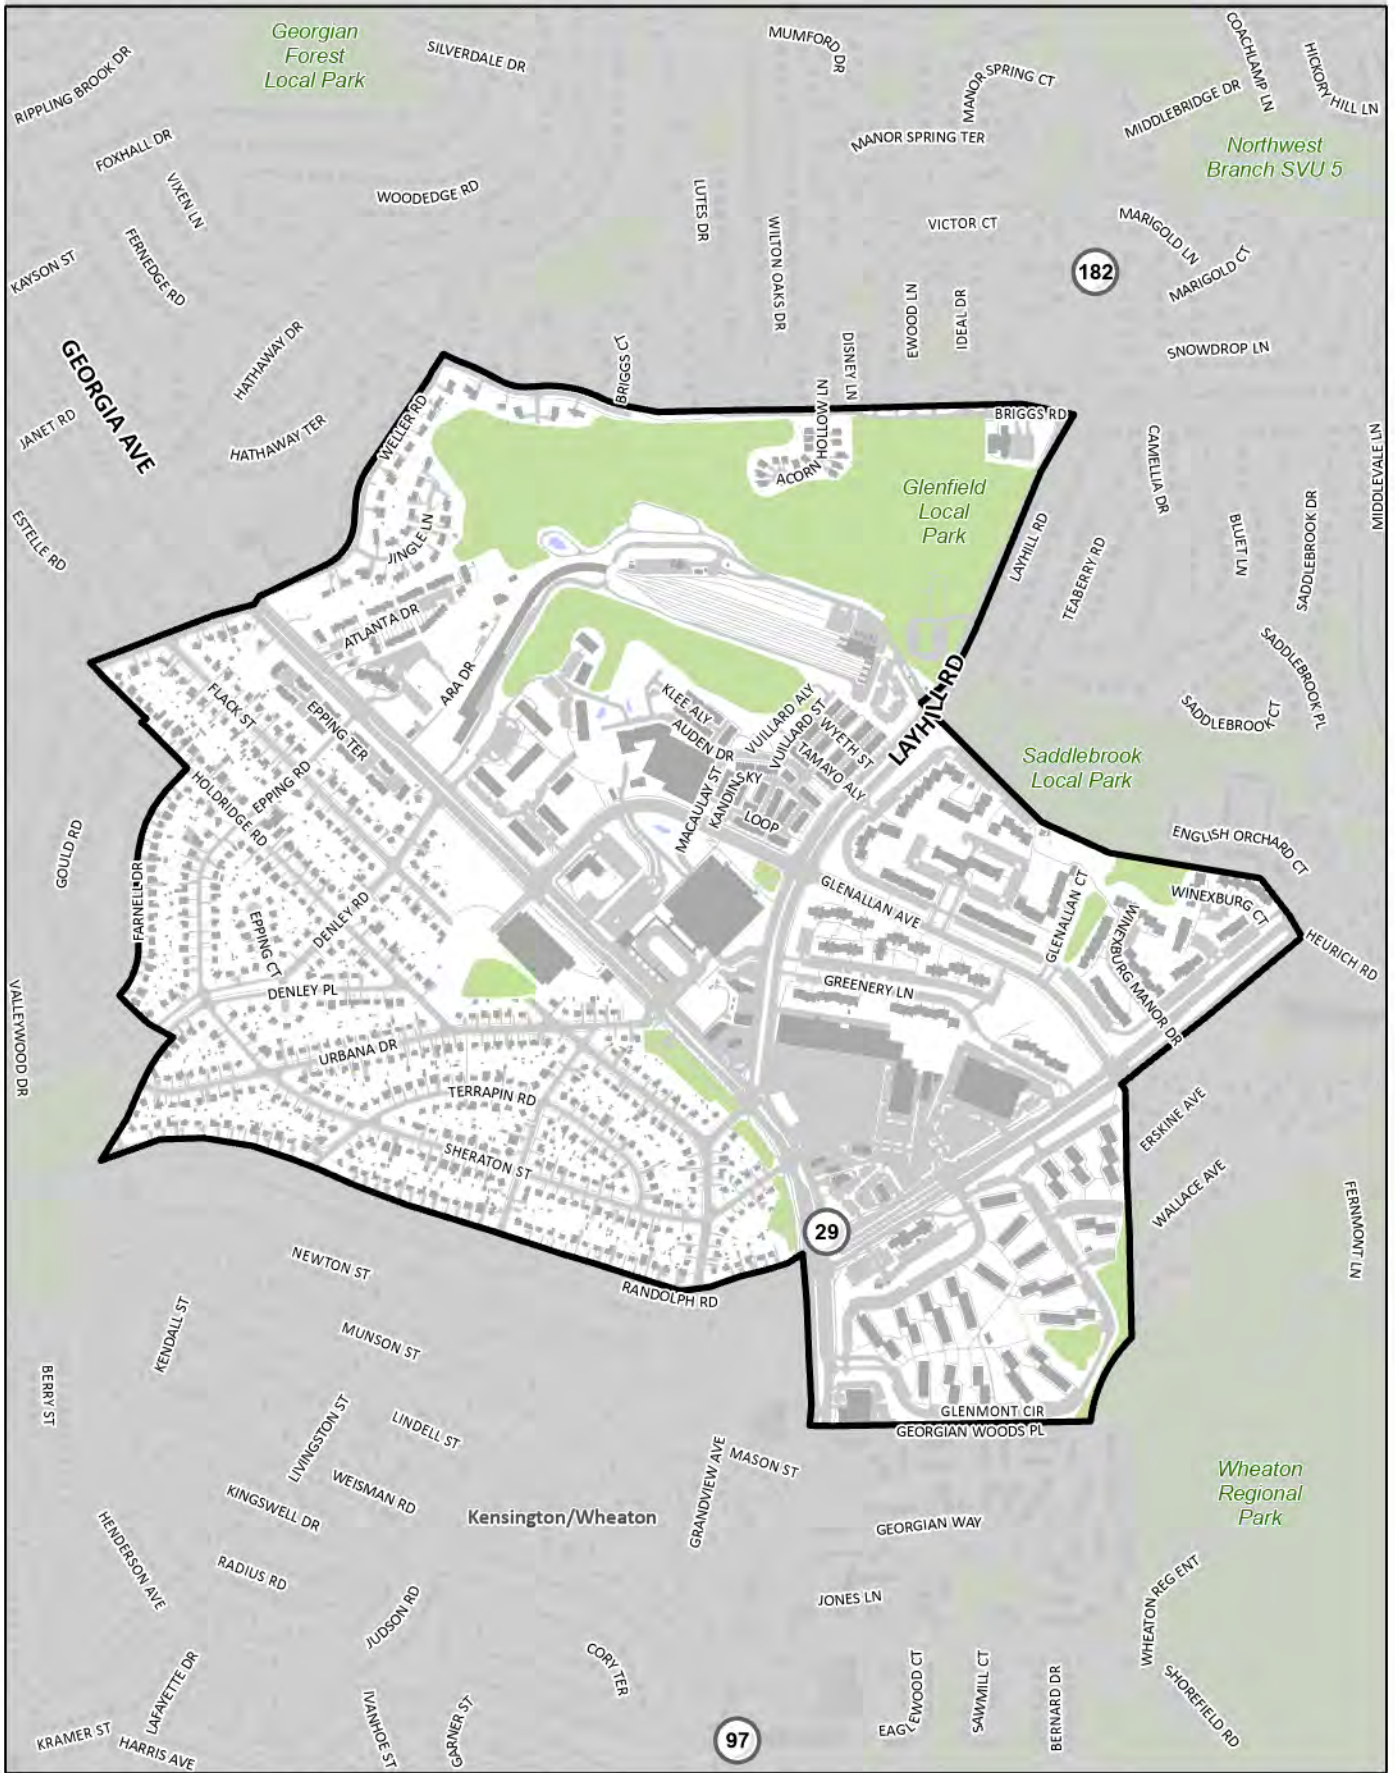 Georgian
Forest
Local Park
SILVERDALE DR
MUMFORD DR
COACHLAMP LN
HICKORY HILL LN
RIPPLING BROOK DR
MANOR SPRING CT
MIDDLEBRIDGE DR
FOXHALL DR
MANOR SPRING TER
Northwest
Branch SVU 5
VIXEN LN
WOODEDGE RD
LUTES DR
WILTON OAKS DR
VICTOR CT
MARIGOLD LN
FERNEDGE RD
KAYSON ST
182
MARIGOLD CT
EWOOD LN
IDEAL DR
GEORGIA AVE
HATHAWAY DR
BRIGGS CT
DISNEY LN
SNOWDROP LN
JANET RD
HATHAWAY TER
WELLER RD
ACORN HOLLOW LN
BRIGGS RD
CAMELLIA DR
MIDDLEVALE LN
Glenfield
Local
Park
ESTELLE RD
JINGLE LN
LAYHILL RD
TEABERRY RD
BLUET LN
SADDLEBROOK DR
ATLANTA DR
ARA DR
SADDLEBROOK PL
FLACK ST
EPPING TER
KLEE ALY
AUDEN DR
VUILLARD ALY
VUILLARD ST
WYETH ST
TAMAYO ALY
LAYHILL RD
SADDLEBROOK CT
Saddlebrook
Local Park
HOLDRIDGE RD
EPPING RD
MACAULAY ST
KANDINSKY
LOOP
GOULD RD
ENGLISH ORCHARD CT
FARNELL DR
GLENALLAN AVE
GLENALLAN CT
WINEXBURG CT
EPPING CT
DENLEY RD
WINEXBURG MANOR DR
HEURICH RD
VALLEYWOOD DR
DENLEY PL
GREENERY LN
URBANA DR
TERRAPIN RD
ERSKINE AVE
SHERATON ST
WALLACE AVE
FERNMONT LN
29
NEWTON ST
RANDOLPH RD
KENDALL ST
MUNSON ST
BERRY ST
LIVINGSTON ST
LINDELL ST
GLENMONT CIR
GEORGIAN WOODS PL
GRANDVIEW AVE
MASON ST
WEISMAN RD
Wheaton
Regional
Park
KINGSWELL DR
Kensington/Wheaton
GEORGIAN WAY
HENDERSON AVE
RADIUS RD
JUDSON RD
JONES LN
WHEATON REG ENT
CORY TER
LAFAYETTE DR
EAGLEWOOD CT
SAWMILL CT
BERNARD DR
SHOREFIELD RD
KRAMER ST
HARRIS AVE
IVANHOE ST
GARNER ST
97